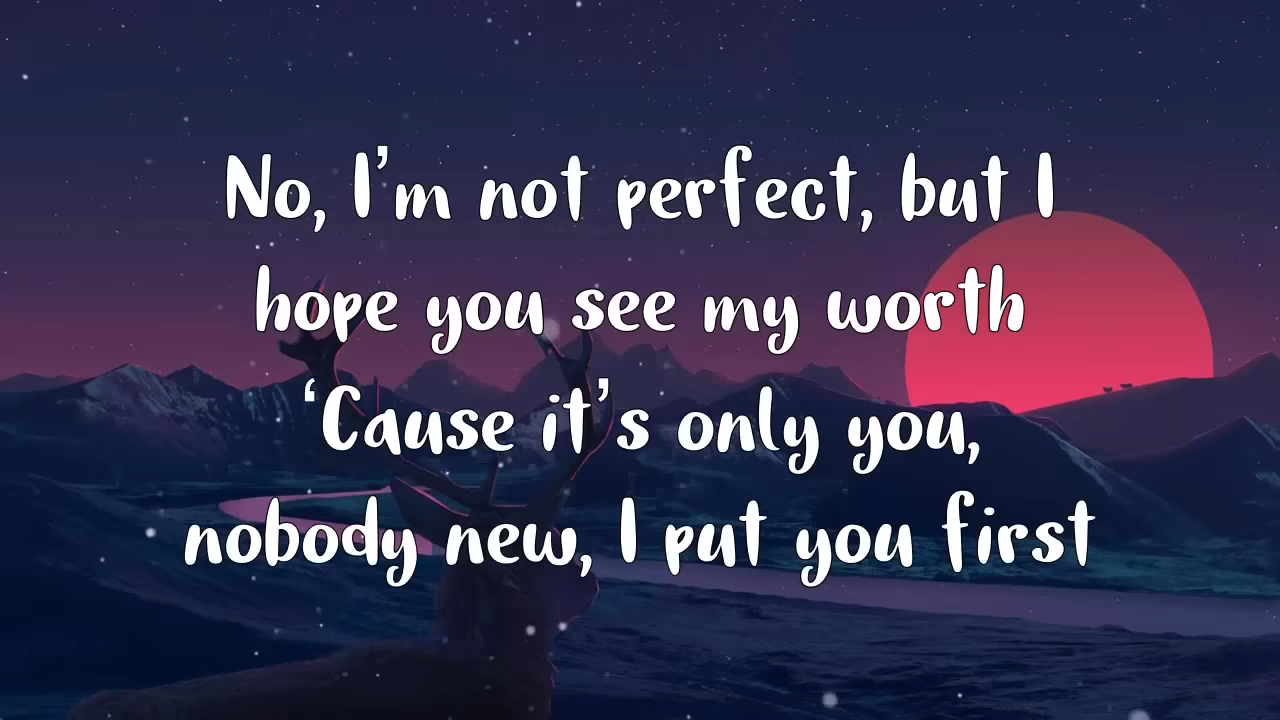 No, I’m not perfect, but I
hope you see my worth
‘Cause it’s only you,
nobody new, I put you first